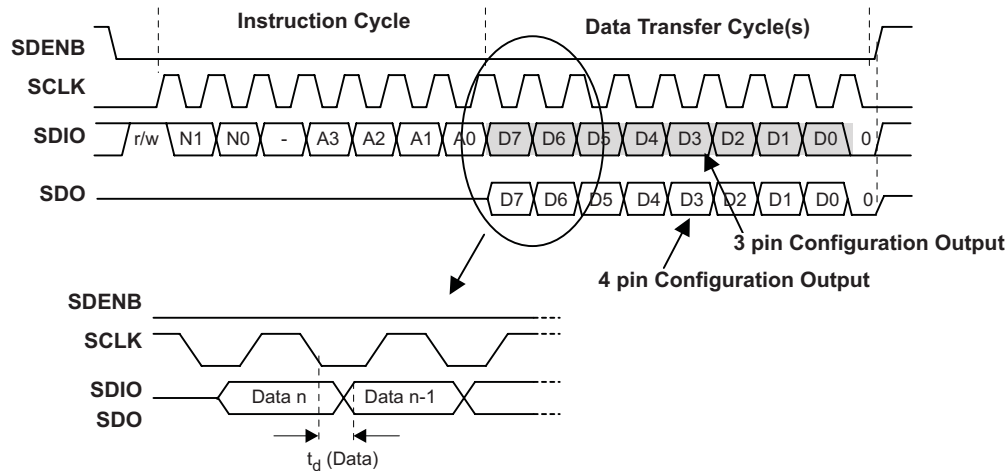 Instruction Cycle Data Transfer Cycle(s)
SDENB
SCLK
SDIO r/w N1 N0 - A3 A2 A1 A0 D7 D6 D5 D4 D3 D2 D1 D0 0
SDO D7 D6 D5 D4 D3 D2 D1 D0 0
3 pin Configuration Output
4 pin Configuration Output
SDENB
SCLK
SDIO Data n Data n-1
SDO
td (Data)